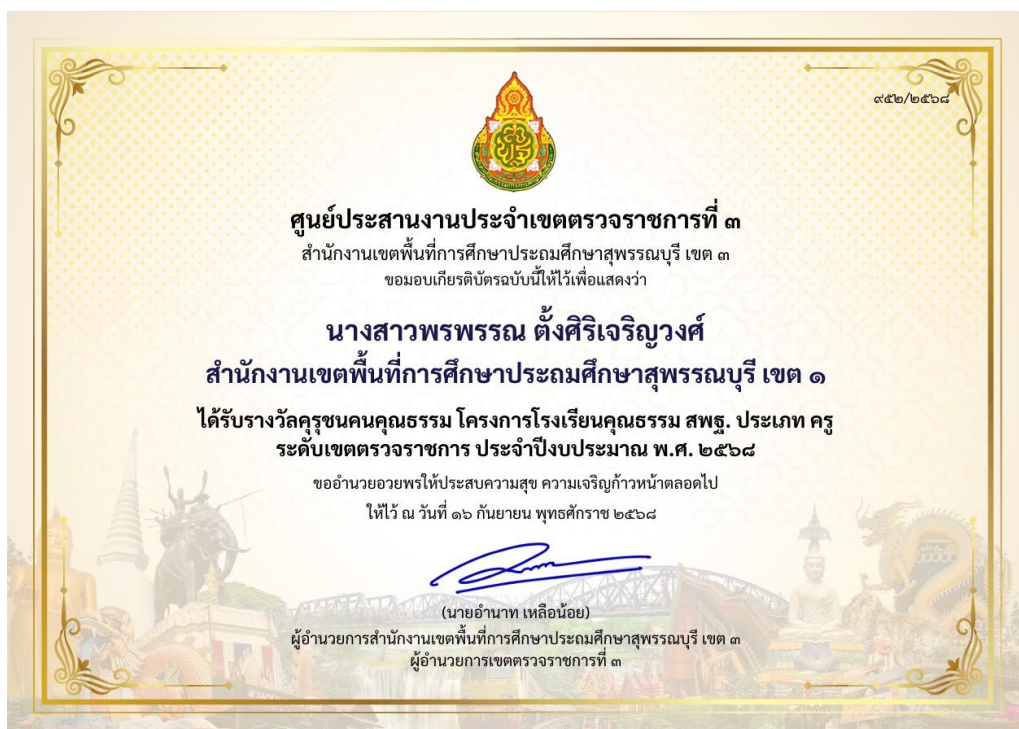 ๙๕๒/๒๕๖๘
ศูนย์ประสานงานประจำเขตตรวจราชการที่ ๓
สำนักงานเขตพื้นที่การศึกษาประถมศึกษาสุพรรณบุรี เขต ๓
ขอมอบเกียรติบัตรฉบับนี้ให้ไว้เพื่อแสดงว่า
นางสาวพรพรรณ ตั้งศิริเจริญวงศ์
สำนักงานเขตพื้นที่การศึกษาประถมศึกษาสุพรรณบุรี เขต ๑
ได้รับรางวัลคุรุชนคนคุณธรรม โครงการโรงเรียนคุณธรรม สพฐ. ประเภท ครู
ระดับเขตตรวจราชการ ประจำปีงบประมาณ พ.ศ. ๒๕๖๘
ขออำนวยอวยพรให้ประสบความสุข ความเจริญก้าวหน้าตลอดไป
ให้ไว้ ณ วันที่ ๑๖ กันยายน พุทธศักราช ๒๕๖๘
(นายอำนาท เหลือน้อย)
ผู้อำนวยการสำนักงานเขตพื้นที่การศึกษาประถมศึกษาสุพรรณบุรี เขต ๓
ผู้อำนวยการเขตตรวจราชการที่ ๓